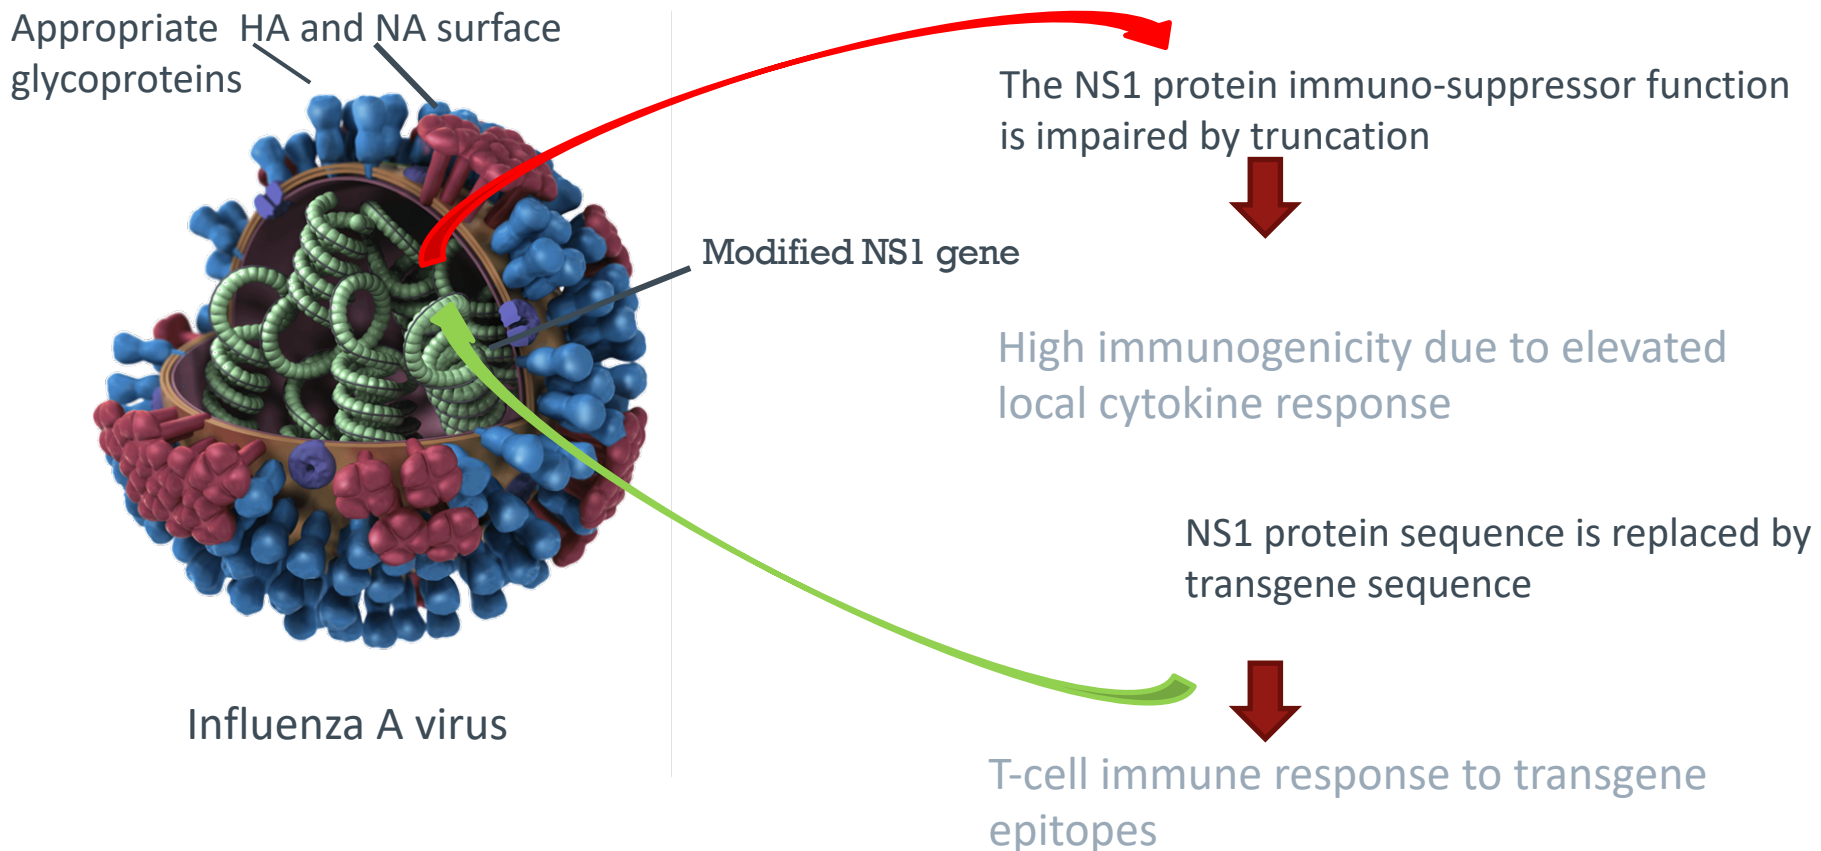 Appropriate HA and NA surface
glycoproteins
The NS1 protein immuno-suppressor function
is impaired by truncation
Modified NS1 gene
High immunogenicity due to elevated
local cytokine response
NS1 protein sequence is replaced by
transgene sequence
Influenza A virus
T-cell immune response to transgene
epitopes